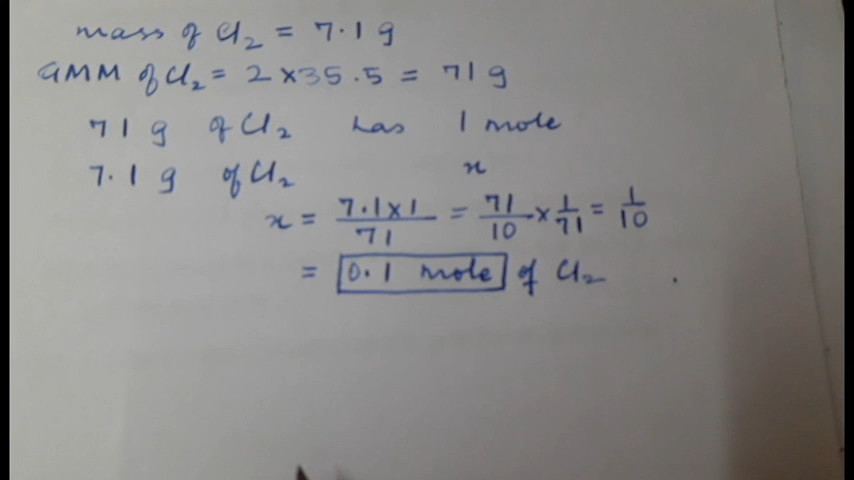 mass of Cl₂ = 7.1 g
GMM of Cl₂ = 2 × 35.5 = 71 g
71 g of Cl₂ has 1 mole
7.1 g of Cl₂ x
x = 7.1×1/71 = 71/10 × 1/71 = 1/10
= 0.1 mole of Cl₂ .